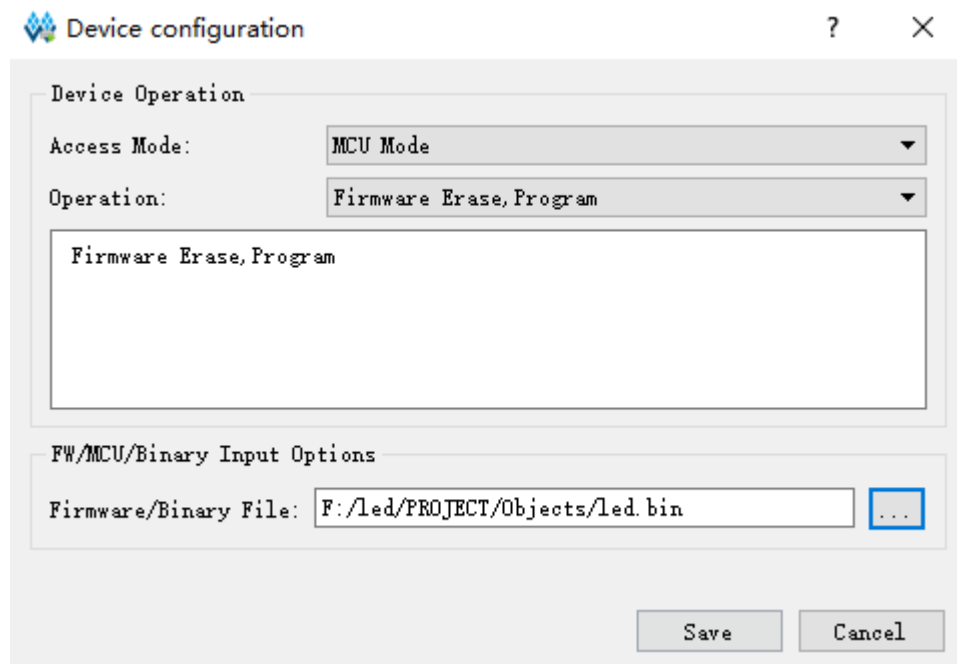 Device configuration
Device Operation
Access Mode: MCU Mode
Operation: Firmware Erase,Program
Firmware Erase,Program
FW/MCU/Binary Input Options
Firmware/Binary File: F:/led/PROJECT/Objects/led.bin ...
Save Cancel